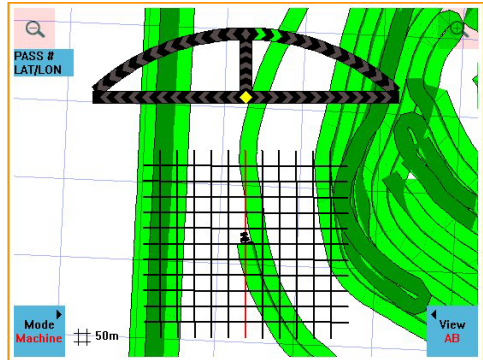 PASS #
LAT/LON
Mode
Machine
50m
View
AB